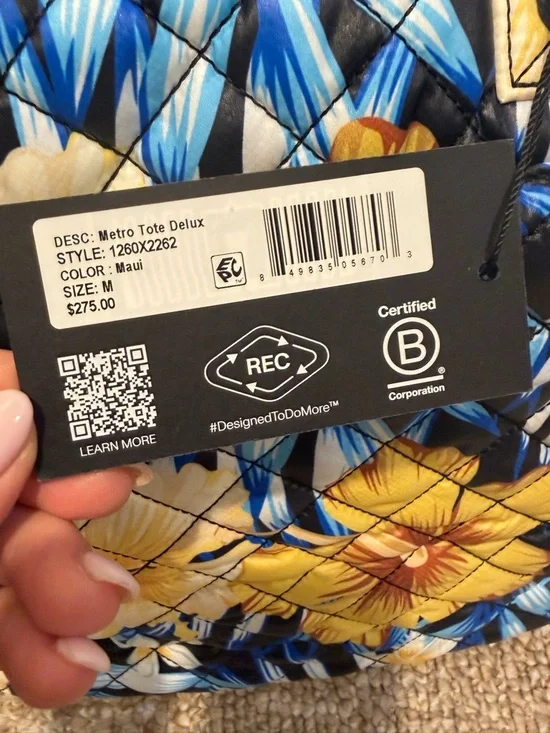 DESC: Metro Tote Delux
STYLE: 1260X2262
COLOR: Maui
SIZE: M
$275.00
EPC™
8 49835 05670 3
LEARN MORE
REC
#DesignedToDoMore™
Certified
B®
Corporation